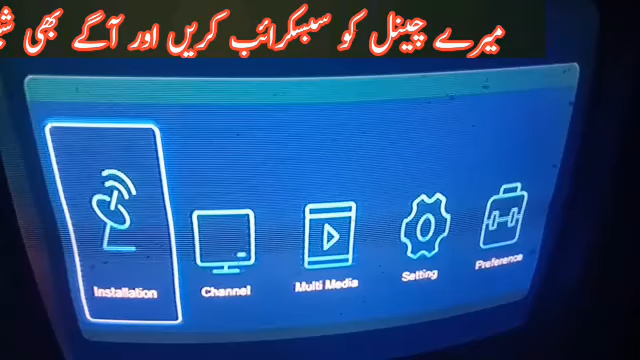 میرے چینل کو سبسکرائب کریں اور آگے بھی
Installation
Channel
Multi Media
Setting
Preference